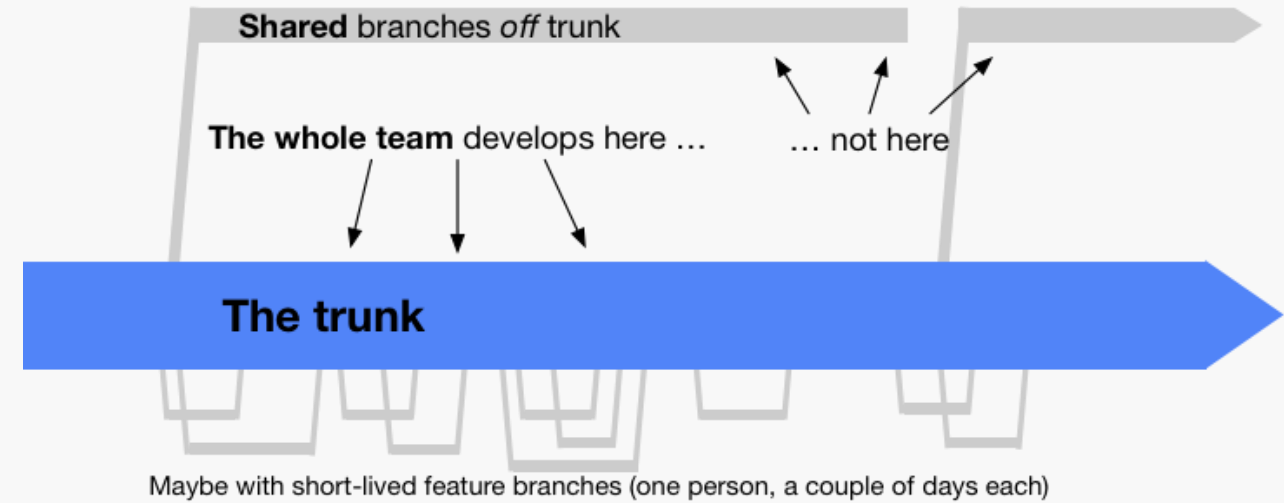 Shared branches off trunk
The whole team develops here …
… not here
The trunk
Maybe with short-lived feature branches (one person, a couple of days each)